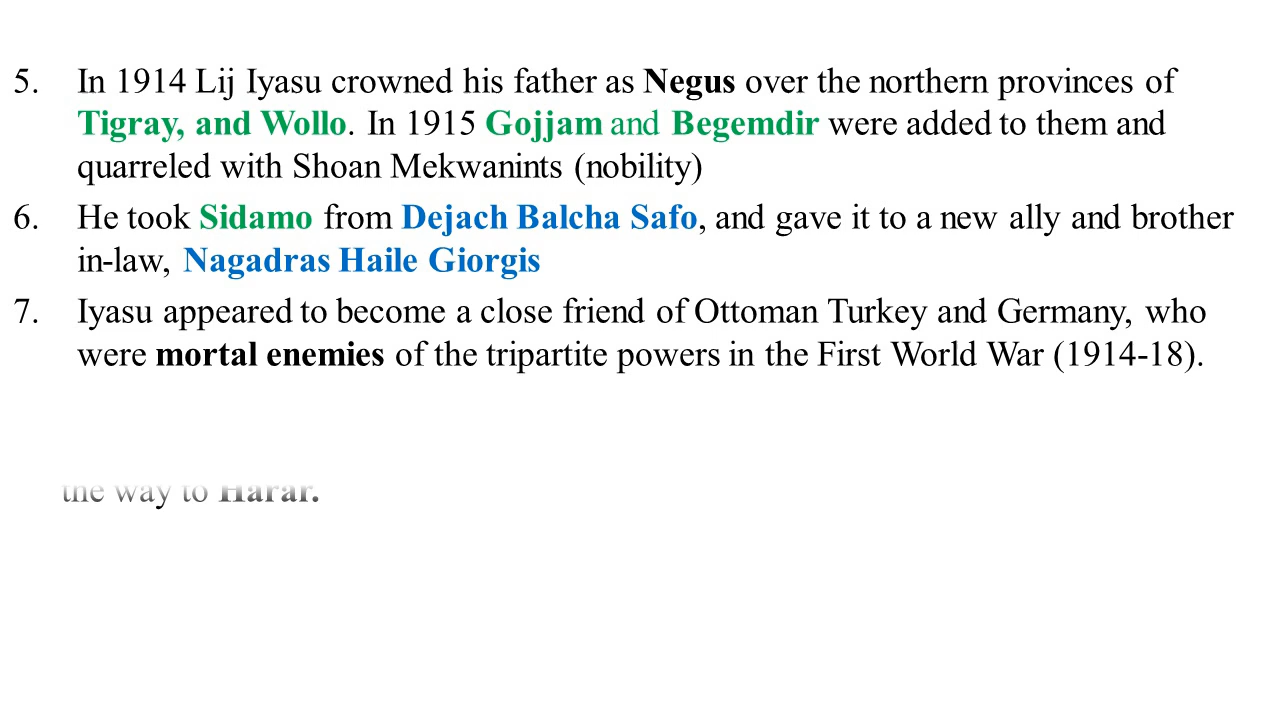 5. In 1914 Lij Iyasu crowned his father as Negus over the northern provinces of
Tigray, and Wollo. In 1915 Gojjam and Begemdir were added to them and
quarreled with Shoan Mekwanints (nobility)
6. He took Sidamo from Dejach Balcha Safo, and gave it to a new ally and brother
in-law, Nagadras Haile Giorgis
7. Iyasu appeared to become a close friend of Ottoman Turkey and Germany, who
were mortal enemies of the tripartite powers in the First World War (1914-18).
the way to Harar.